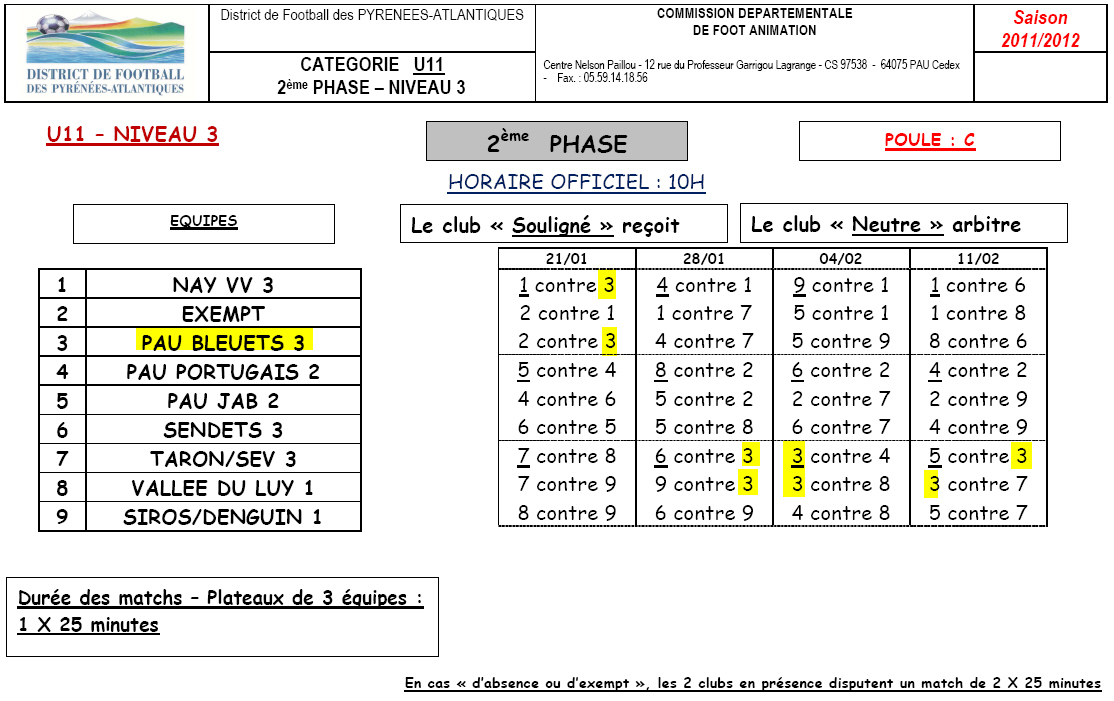 DISTRICT DE FOOTBALL
DES PYRÉNÉES-ATLANTIQUES
District de Football des PYRENEES-ATLANTIQUES
CATEGORIE U11
2ème PHASE – NIVEAU 3
COMMISSION DEPARTEMENTALE
DE FOOT ANIMATION
Centre Nelson Paillou - 12 rue du Professeur Garrigou Lagrange - CS 97538 - 64075 PAU Cedex
- Fax. : 05.59.14.18.56
Saison
2011/2012
U11 – NIVEAU 3
2ème PHASE
POULE : C
HORAIRE OFFICIEL : 10H
EQUIPES
Le club « Souligné » reçoit
Le club « Neutre » arbitre
1 NAY VV 3
2 EXEMPT
3 PAU BLEUETS 3
4 PAU PORTUGAIS 2
5 PAU JAB 2
6 SENDETS 3
7 TARON/SEV 3
8 VALLEE DU LUY 1
9 SIROS/DENGUIN 1
21/01 28/01 04/02 11/02
1 contre 3 4 contre 1 9 contre 1 1 contre 6
2 contre 1 1 contre 7 5 contre 1 1 contre 8
2 contre 3 4 contre 7 5 contre 9 8 contre 6
5 contre 4 8 contre 2 6 contre 2 4 contre 2
4 contre 6 5 contre 2 2 contre 7 2 contre 9
6 contre 5 5 contre 8 6 contre 7 4 contre 9
7 contre 8 6 contre 3 3 contre 4 5 contre 3
7 contre 9 9 contre 3 3 contre 8 3 contre 7
8 contre 9 6 contre 9 4 contre 8 5 contre 7
Durée des matchs – Plateaux de 3 équipes :
1 X 25 minutes
En cas « d'absence ou d'exempt », les 2 clubs en présence disputent un match de 2 X 25 minutes